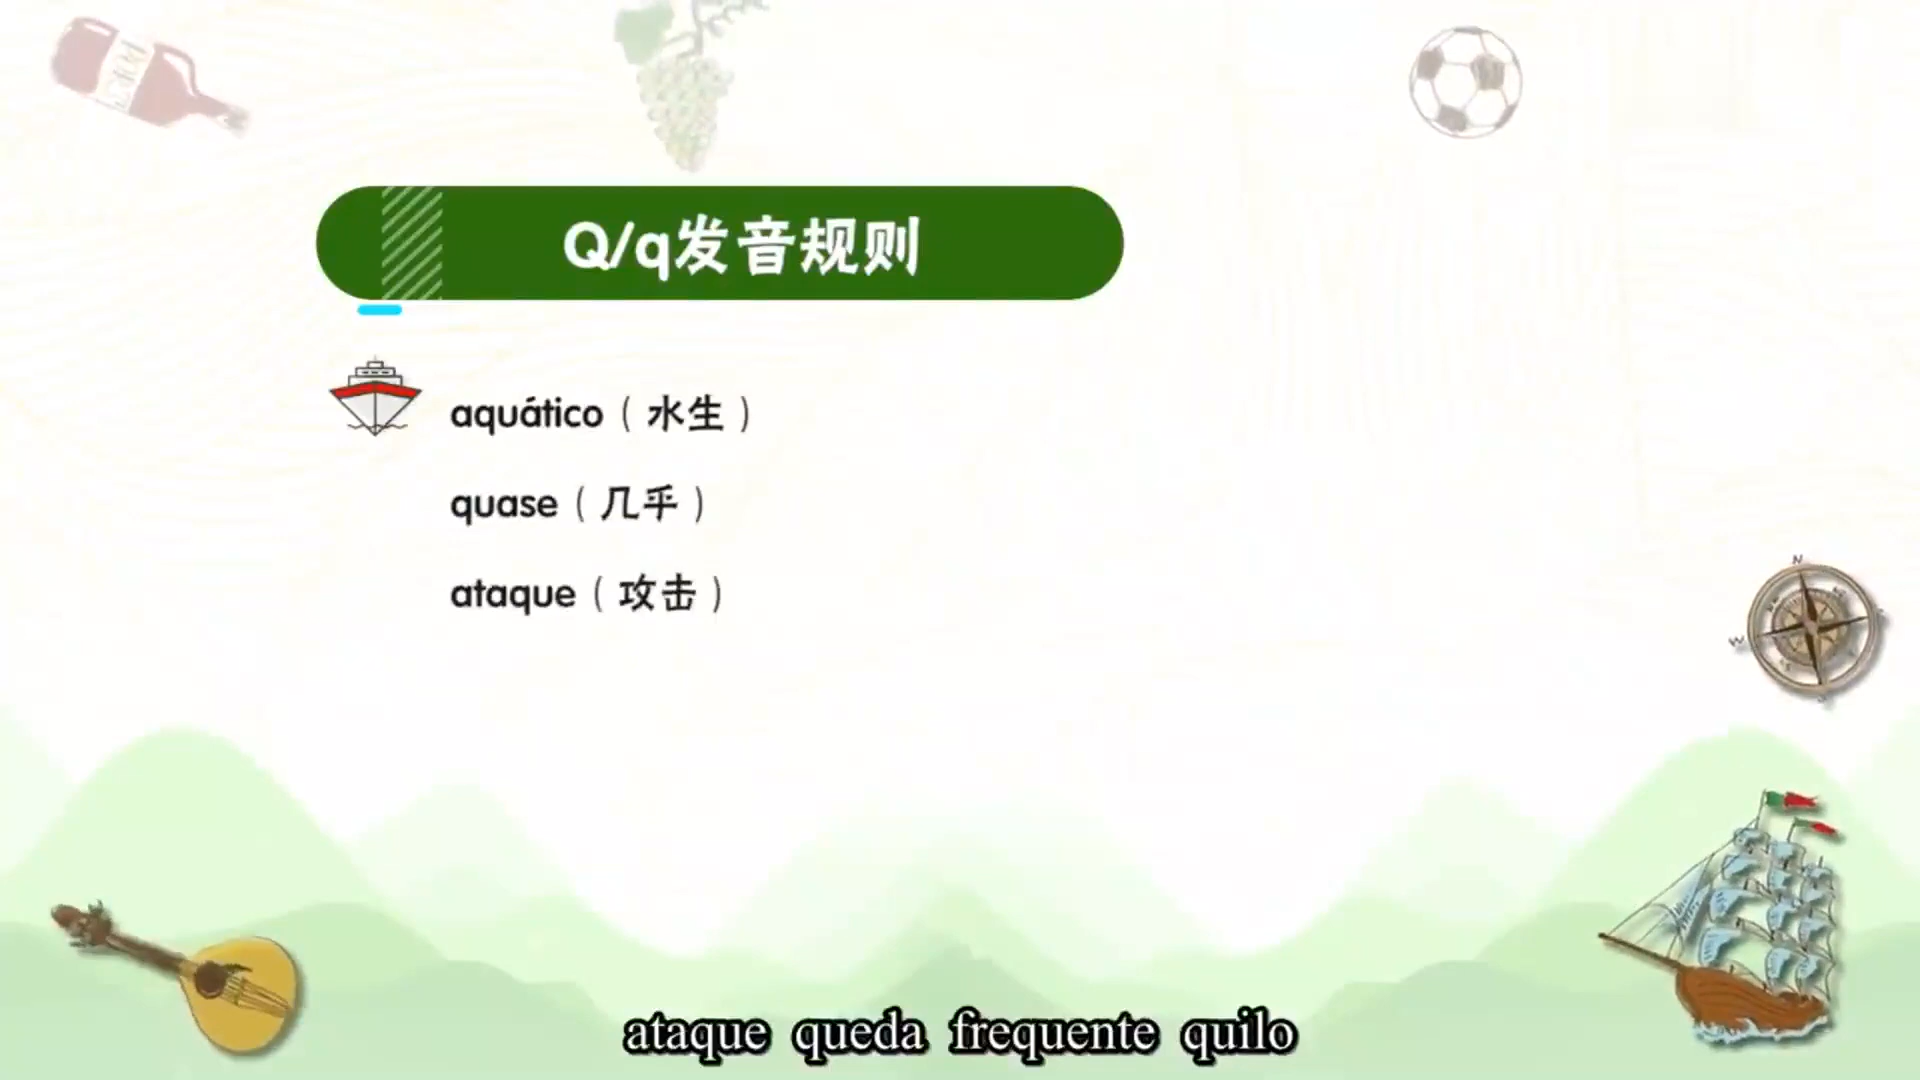 Q/q发音规则
aquático（水生）
quase（几乎）
ataque（攻击）
N
W
S
ataque queda frequente quilo